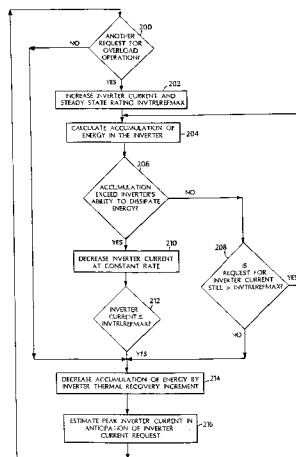 200
ANOTHER
REQUEST FOR
OVERLOAD
OPERATION?
NO
YES
202
INCREASE INVERTER CURRENT AND
STEADY STATE RATING INVTRLREFMAX
CALCULATE ACCUMULATION OF
ENERGY IN THE INVERTER
204
206
ACCUMULATION
EXCEED INVERTER'S
ABILITY TO DISSIPATE
ENERGY?
NO
YES
210
DECREASE INVERTER CURRENT
AT CONSTANT RATE
208
IS
REQUEST FOR
INVERTER CURRENT
STILL > INVTRLREFMAX?
YES
NO
212
INVERTER
CURRENT ≤
INVTRLREFMAX?
YES
DECREASE ACCUMULATION OF ENERGY BY
INVERTER THERMAL RECOVERY INCREMENT
214
ESTIMATE PEAK INVERTER CURRENT IN
ANTICIPATION OF INVERTER
CURRENT REQUEST
216